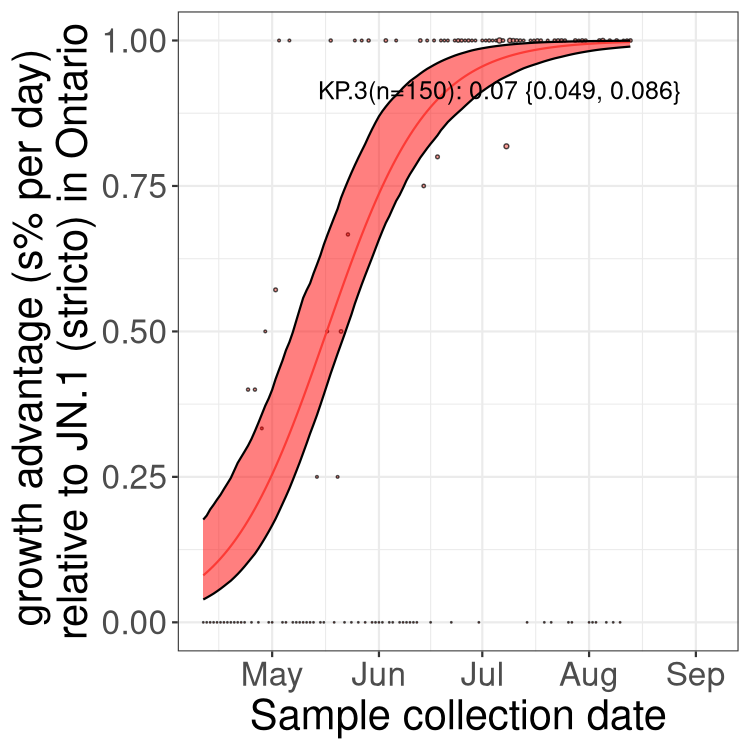 growth advantage (s% per day)
relative to JN.1 (stricto) in Ontario
1.00
0.75
0.50
0.25
0.00
KP.3(n=150): 0.07 {0.049, 0.086}
May Jun Jul Aug Sep
Sample collection date